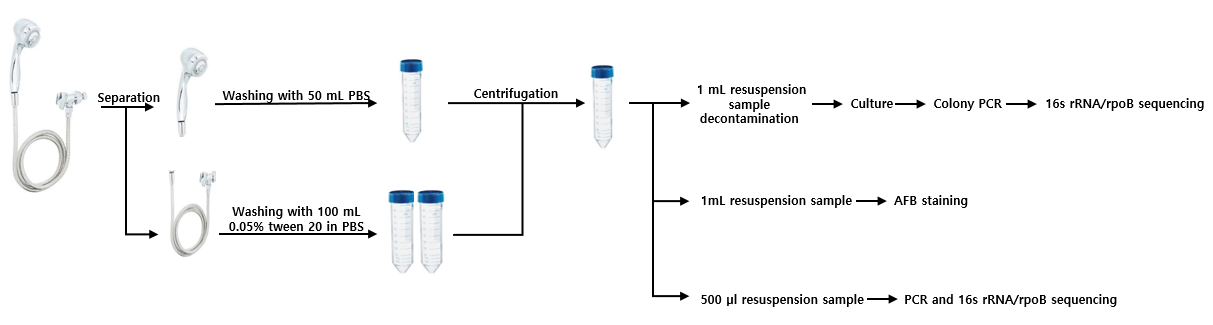 Separation
Washing with 50 mL PBS
Centrifugation
1 mL resuspension
sample
decontamination
Culture
Colony PCR
16s rRNA/rpoB sequencing
Washing with 100 mL
0.05% tween 20 in PBS
1mL resuspension sample
AFB staining
500 µl resuspension sample
PCR and 16s rRNA/rpoB sequencing